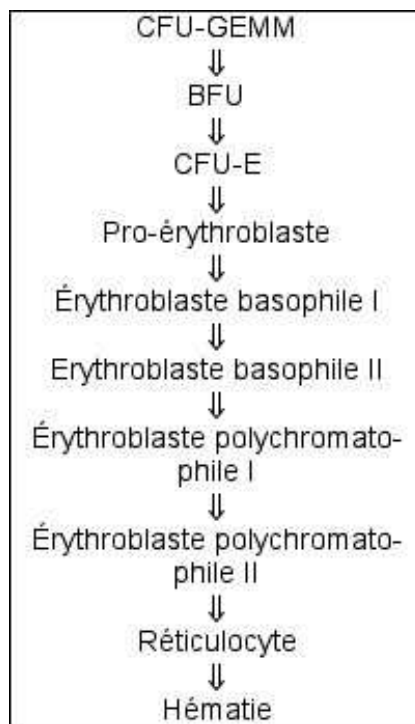 CFU-GEMM
⇓
BFU
⇓
CFU-E
⇓
Pro-érythroblaste
⇓
Érythroblaste basophile I
⇓
Erythroblaste basophile II
⇓
Érythroblaste polychromato-
phile I
⇓
Érythroblaste polychromato-
phile II
⇓
Réticulocyte
⇓
Hématie